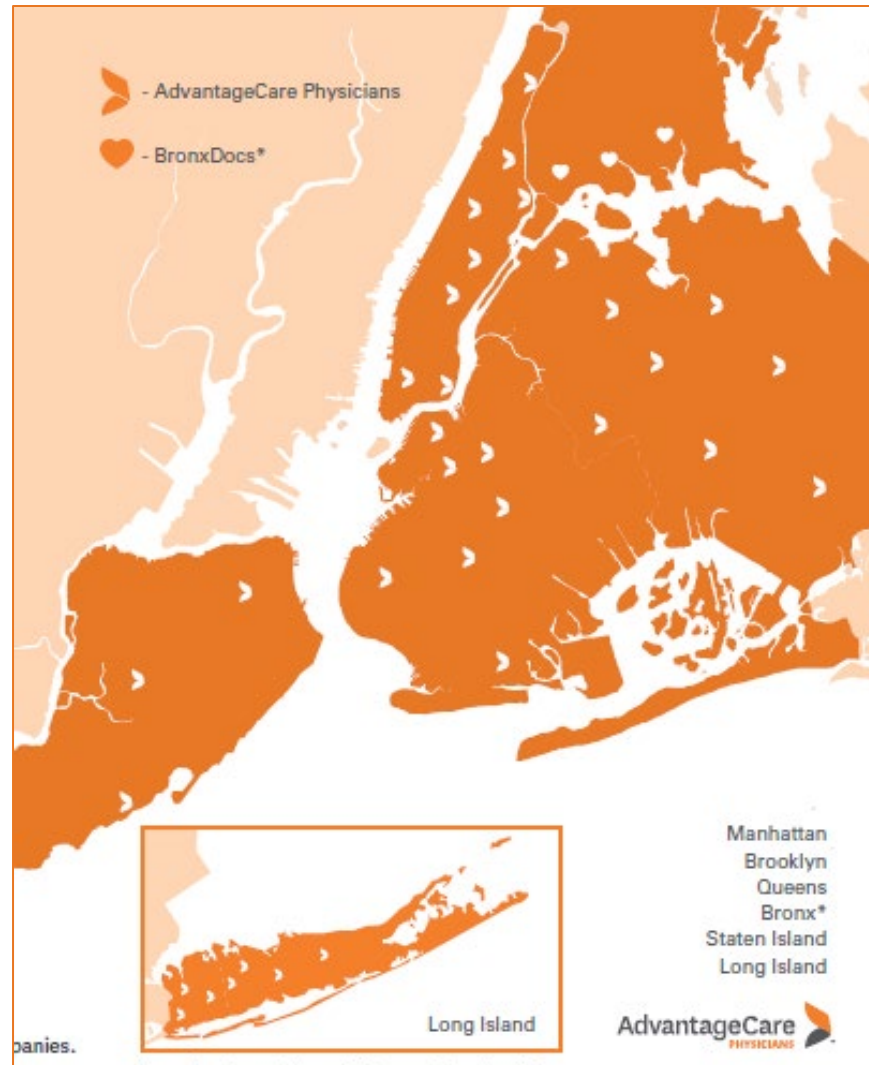 - AdvantageCare Physicians
- BronxDocs*
Manhattan
Brooklyn
Queens
Bronx*
Staten Island
Long Island
Long Island
AdvantageCare
PHYSICIANS
panies.